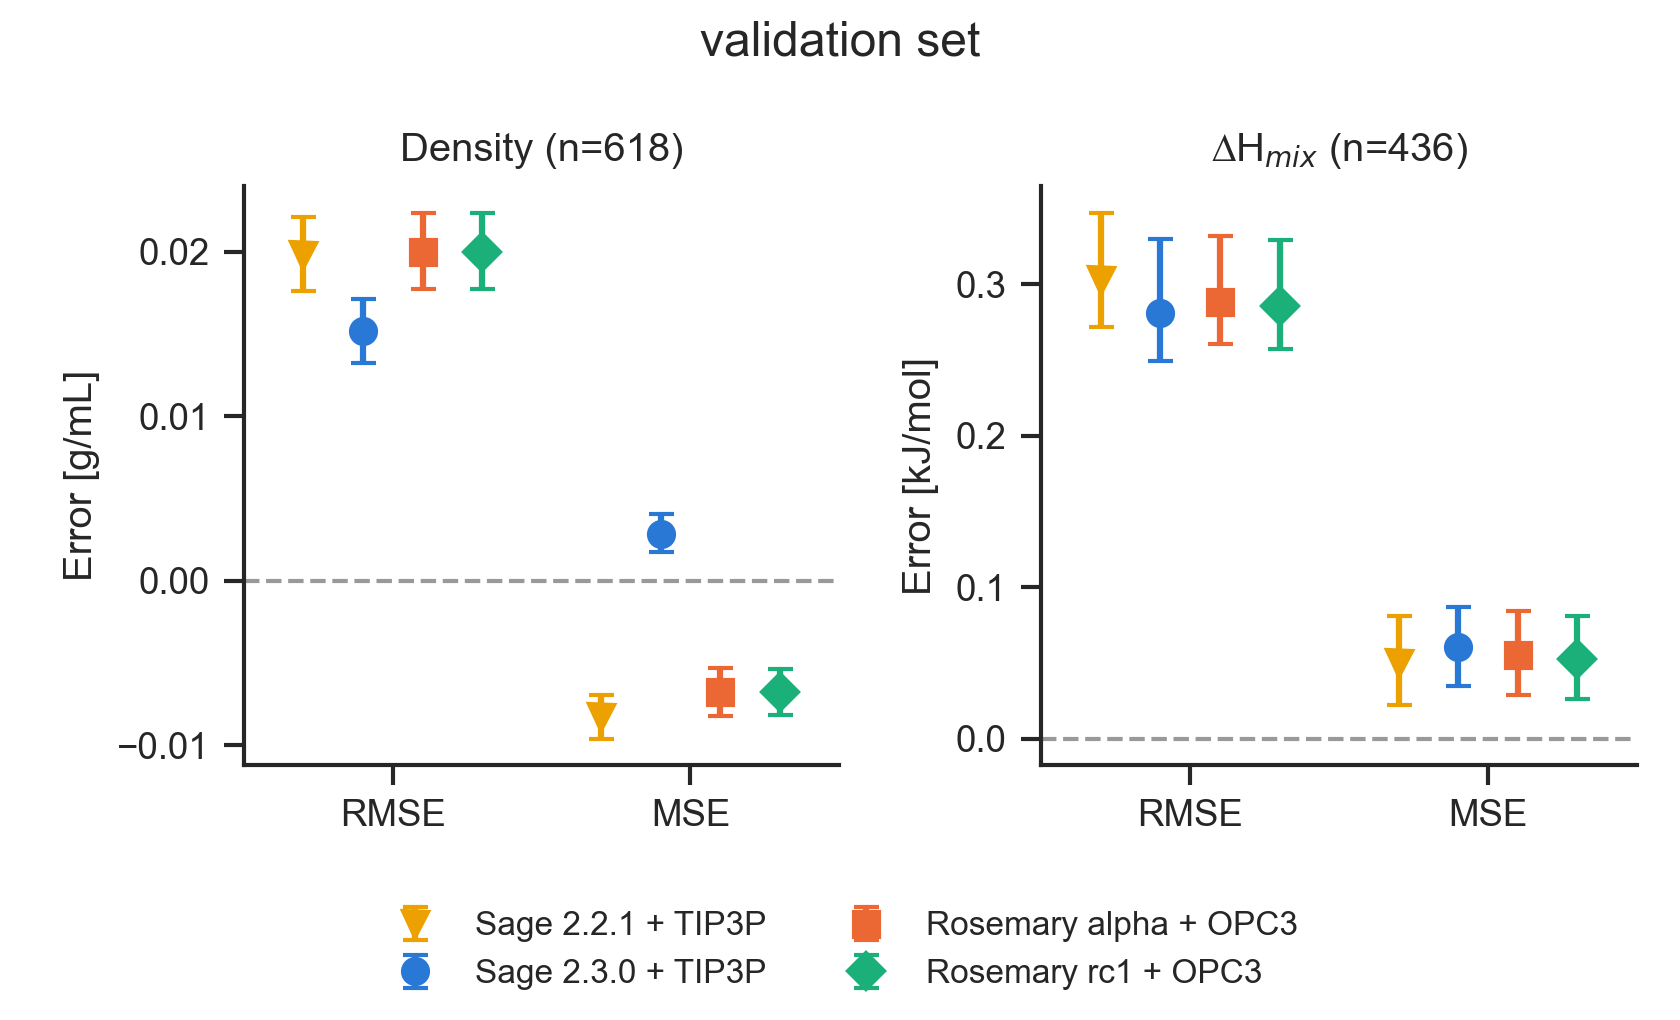 validation set
Density (n=618)
Error [g/mL]
0.02
0.01
0.00
−0.01
RMSE
MSE
ΔHmix (n=436)
Error [kJ/mol]
0.3
0.2
0.1
0.0
RMSE
MSE
Sage 2.2.1 + TIP3P
Sage 2.3.0 + TIP3P
Rosemary alpha + OPC3
Rosemary rc1 + OPC3